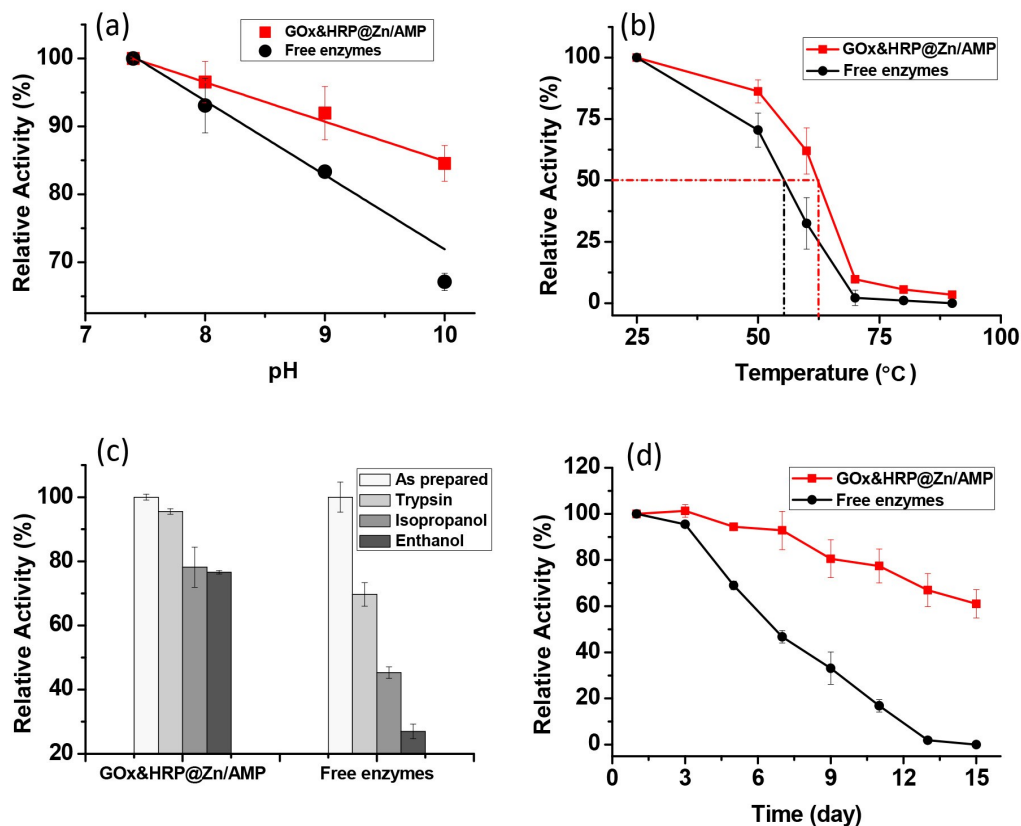 (a)
GOx&HRP@Zn/AMP
Free enzymes
100
90
80
70
7
8
9
10
Relative Activity (%)
pH
(b)
GOx&HRP@Zn/AMP
Free enzymes
100
75
50
25
0
25
50
75
100
Relative Activity (%)
Temperature (°C)
(c)
As prepared
Trypsin
Isopropanol
Enthanol
100
80
60
40
20
GOx&HRP@Zn/AMP
Free enzymes
Relative Activity (%)
(d)
GOx&HRP@Zn/AMP
Free enzymes
120
100
80
60
40
20
0
0
3
6
9
12
15
Relative Activity (%)
Time (day)